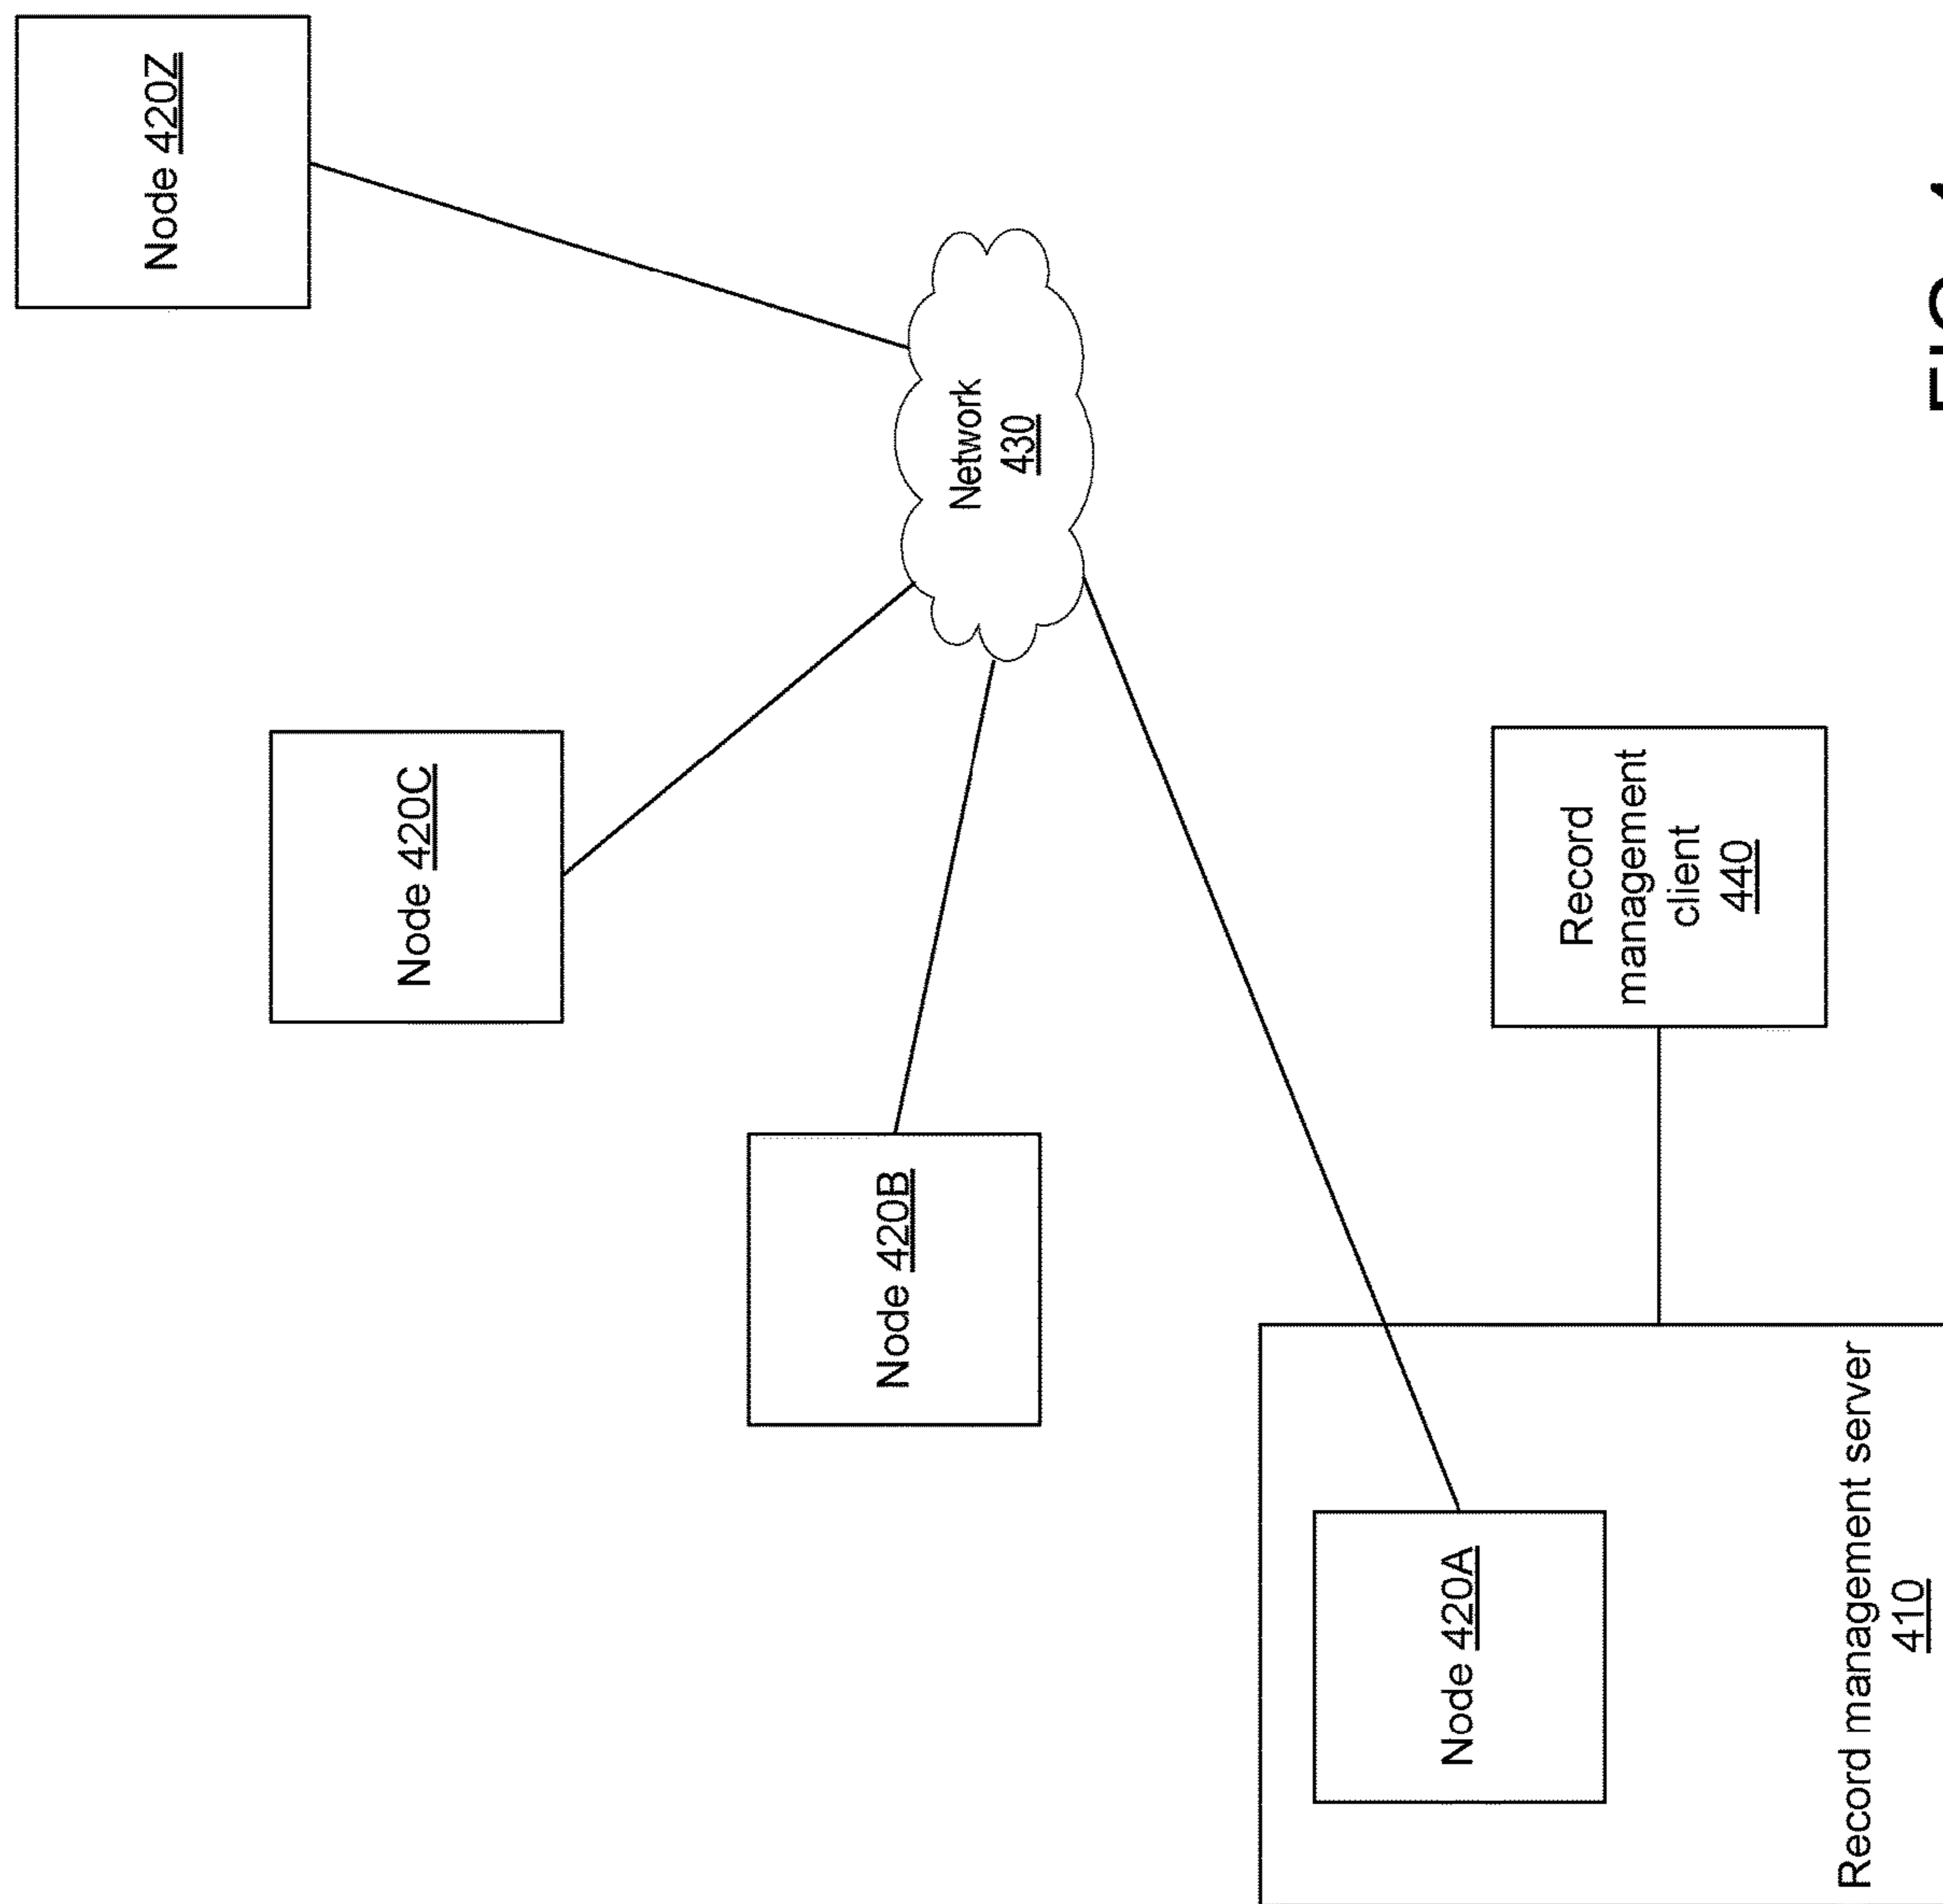 Node 420Z
Node 420C
Node 420B
Network
430
Node 420A
Record
management
client
440
Record management server
410